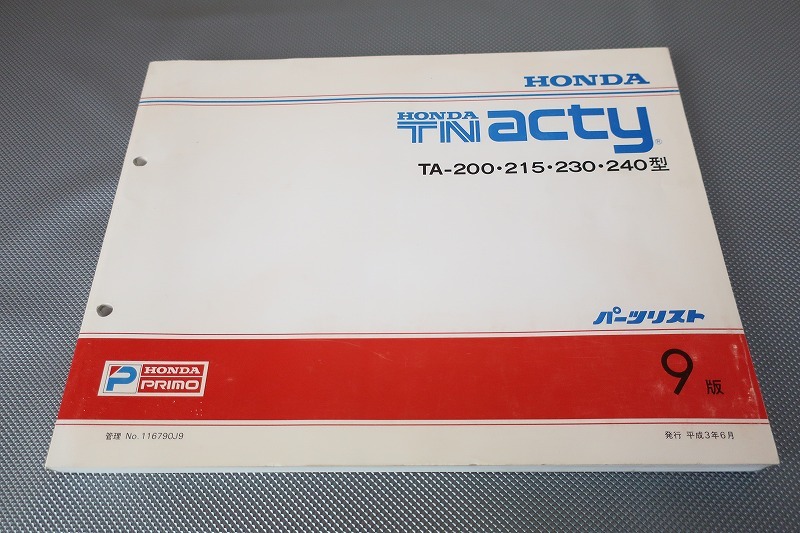 HONDA
HONDA
TN acty®
TA-200・215・230・240型
パーツリスト
HONDA
PRIMO
9版
管理 No.116790J9
発行 平成3年6月